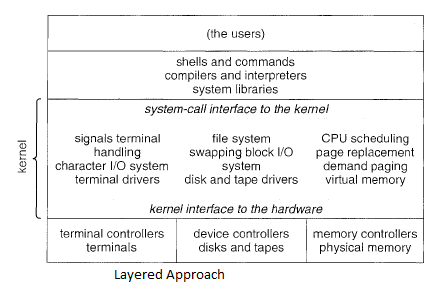 (the users)
shells and commands
compilers and interpreters
system libraries
system-call interface to the kernel
kernel
signals terminal
handling
character I/O system
terminal drivers
file system
swapping block I/O
system
disk and tape drivers
CPU scheduling
page replacement
demand paging
virtual memory
kernel interface to the hardware
terminal controllers
terminals
device controllers
disks and tapes
memory controllers
physical memory
Layered Approach